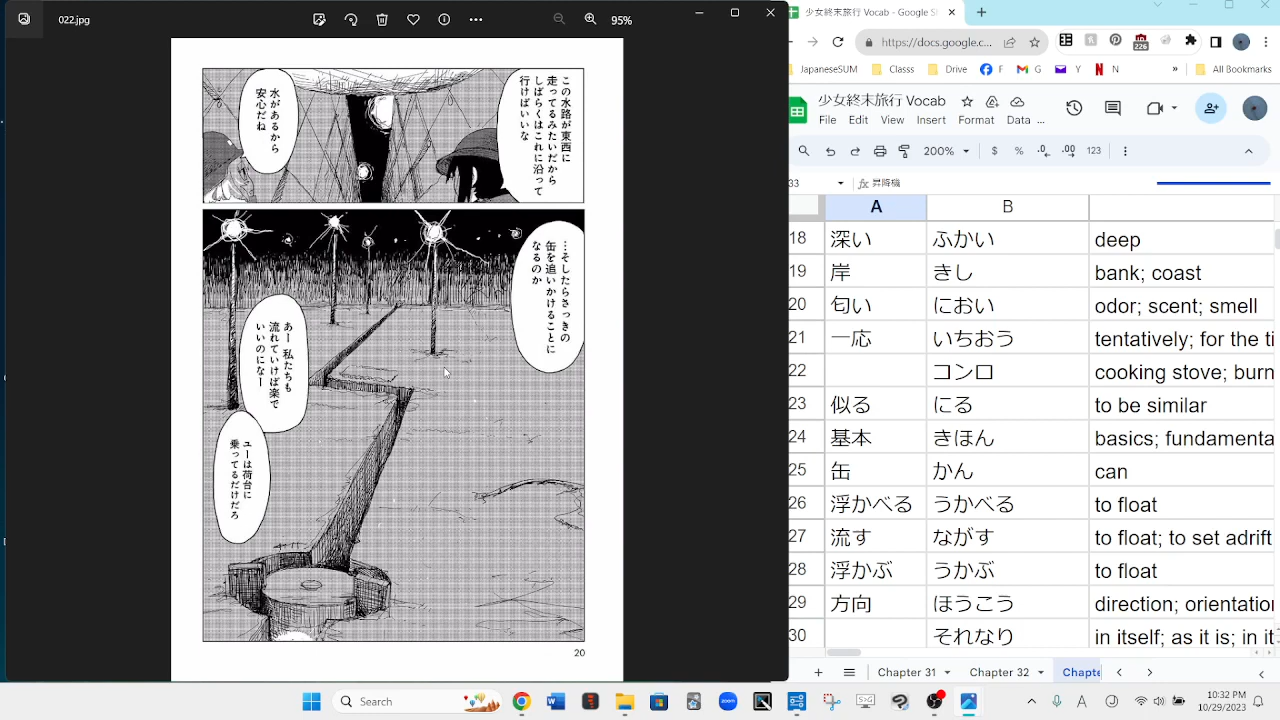 022.jpg
95%
この水路が東西に
走ってるみたいだから
しばらくはこれに沿って
行けばいいな
水があるから
安心だね
…そしたらさっきの
缶を追いかけることに
なるのか
あー 私たちも
流れていけば楽で
いいのになー
ユーは荷台に
乗ってるだけだろ
20
少女終末旅行 Vocab
https://docs.google.c...
226
JapaneseSUM
Class
F
N
N
»
Bookmarks
少女終末旅行 Vocab
File Edit View Insert Format Data ...
200%
% .0 .00 123
33 fx 昇降機
A B
18 深い ふかい deep
19 岸 きし bank; coast
20 匂い におい odor; scent; smell
21 一応 いちおう tentatively; for the ti
22 コンロ cooking stove; burn
23 似る にる to be similar
24 基本 きほん basics; fundamenta
25 缶 かん can
26 浮かべる うかべる to float
27 流す ながす to float; to set adrift
28 浮かぶ うかぶ to float
29 方向 ほうこう direction; orientation
30 それなり in itself; as it is; in it
Chapter 31
Chapter
Chap
Search
zoom
10:38 PM